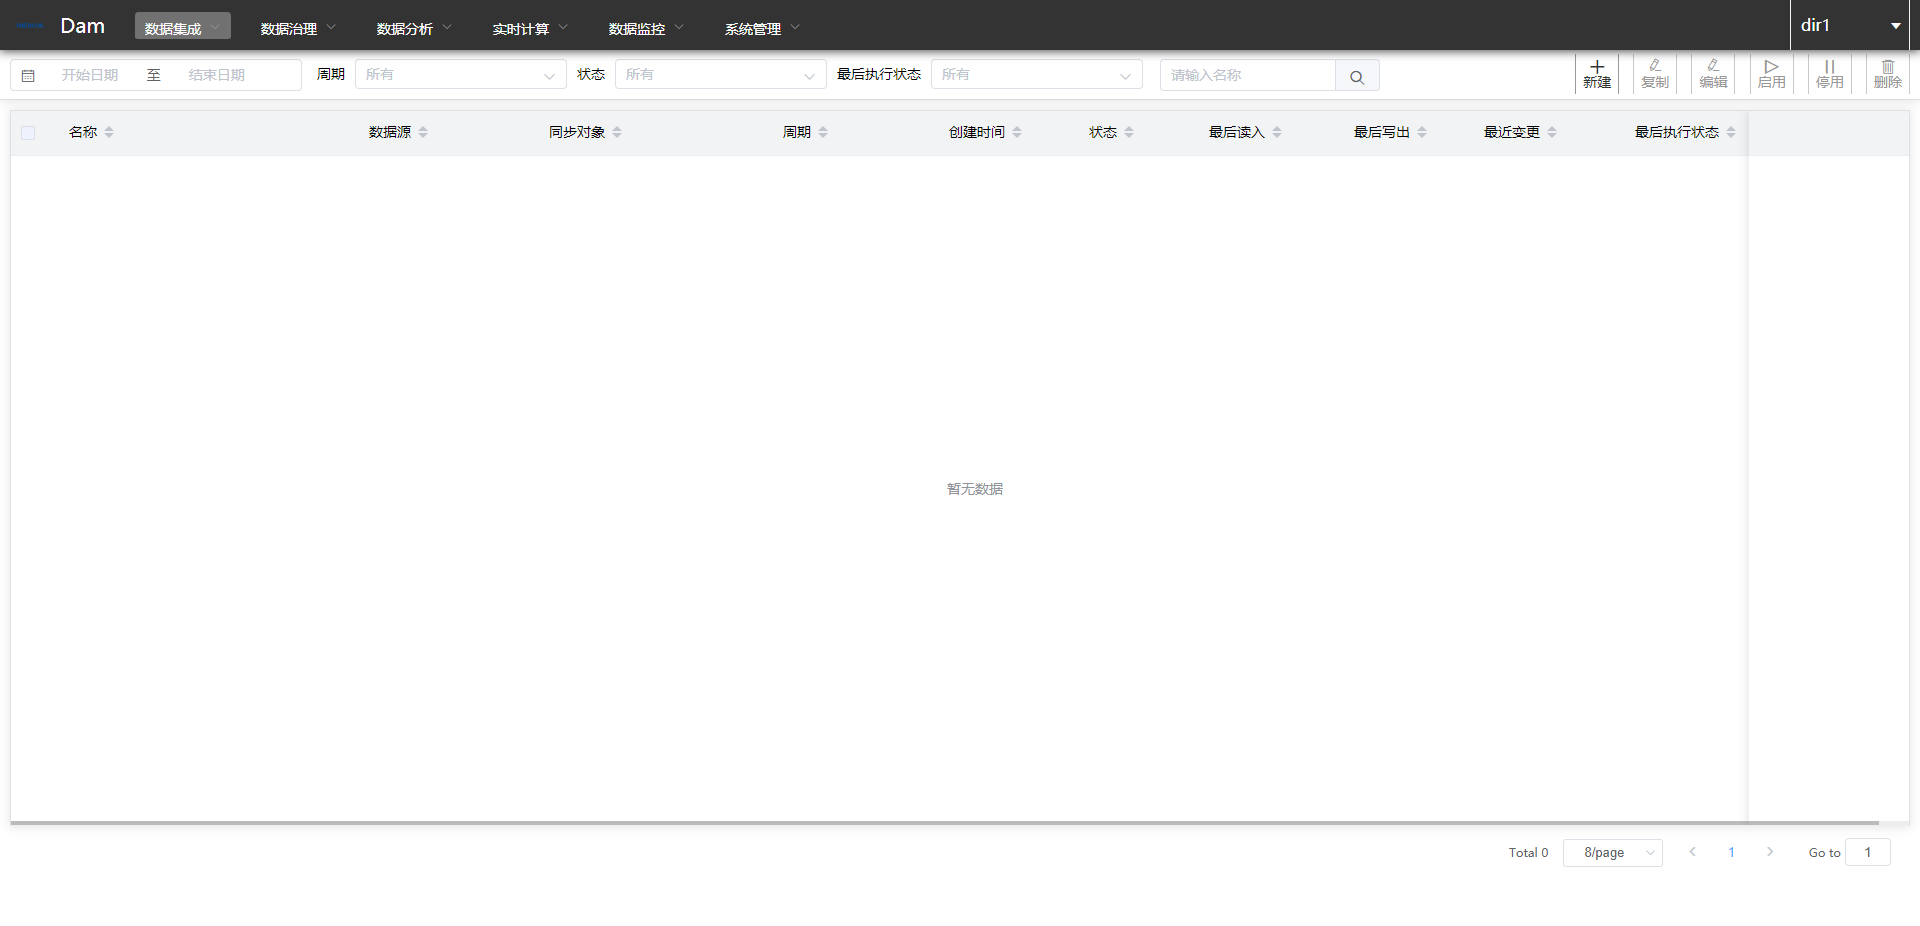 Dam 数据集成 数据治理 数据分析 实时计算 数据监控 系统管理 dir1
开始日期 至 结束日期 周期 所有 状态 所有 最后执行状态 所有 请输入名称 新建 复制 编辑 启用 停用 删除
名称 数据源 同步对象 周期 创建时间 状态 最后读入 最后写出 最近变更 最后执行状态
暂无数据
Total 0 8/page 1 Go to 1